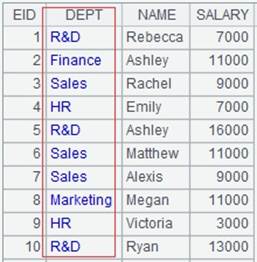 EID DEPT NAME SALARY
1 R&D Rebecca 7000
2 Finance Ashley 11000
3 Sales Rachel 9000
4 HR Emily 7000
5 R&D Ashley 16000
6 Sales Matthew 11000
7 Sales Alexis 9000
8 Marketing Megan 11000
9 HR Victoria 3000
10 R&D Ryan 13000